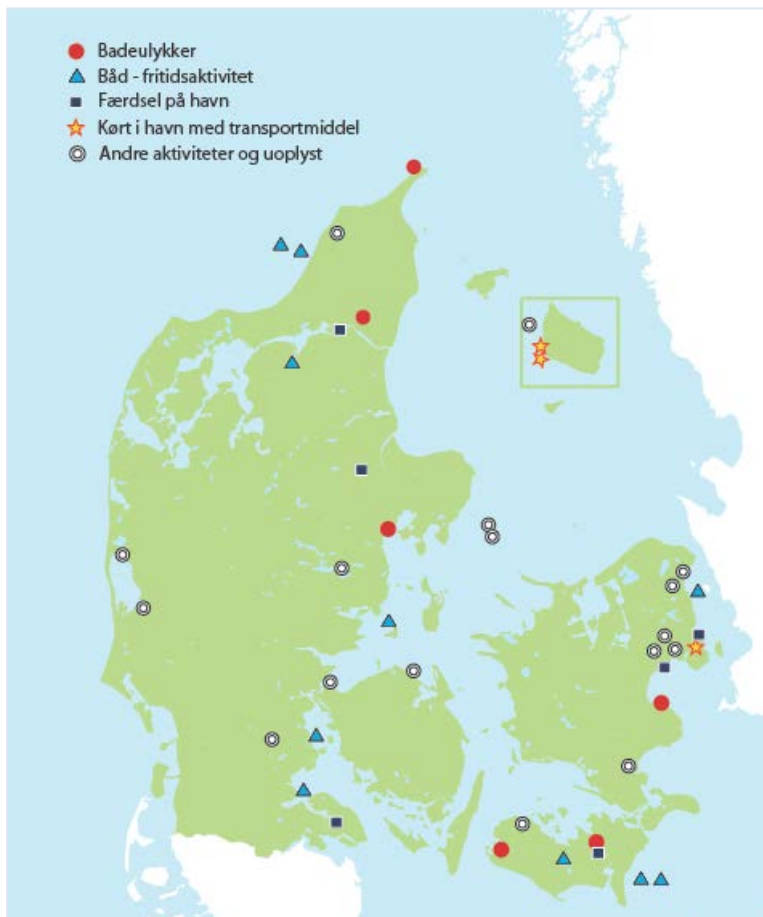 Badeulykker
Båd - fritidsaktivitet
Færdsel på havn
Kørt i havn med transportmiddel
Andre aktiviteter og uoplyst